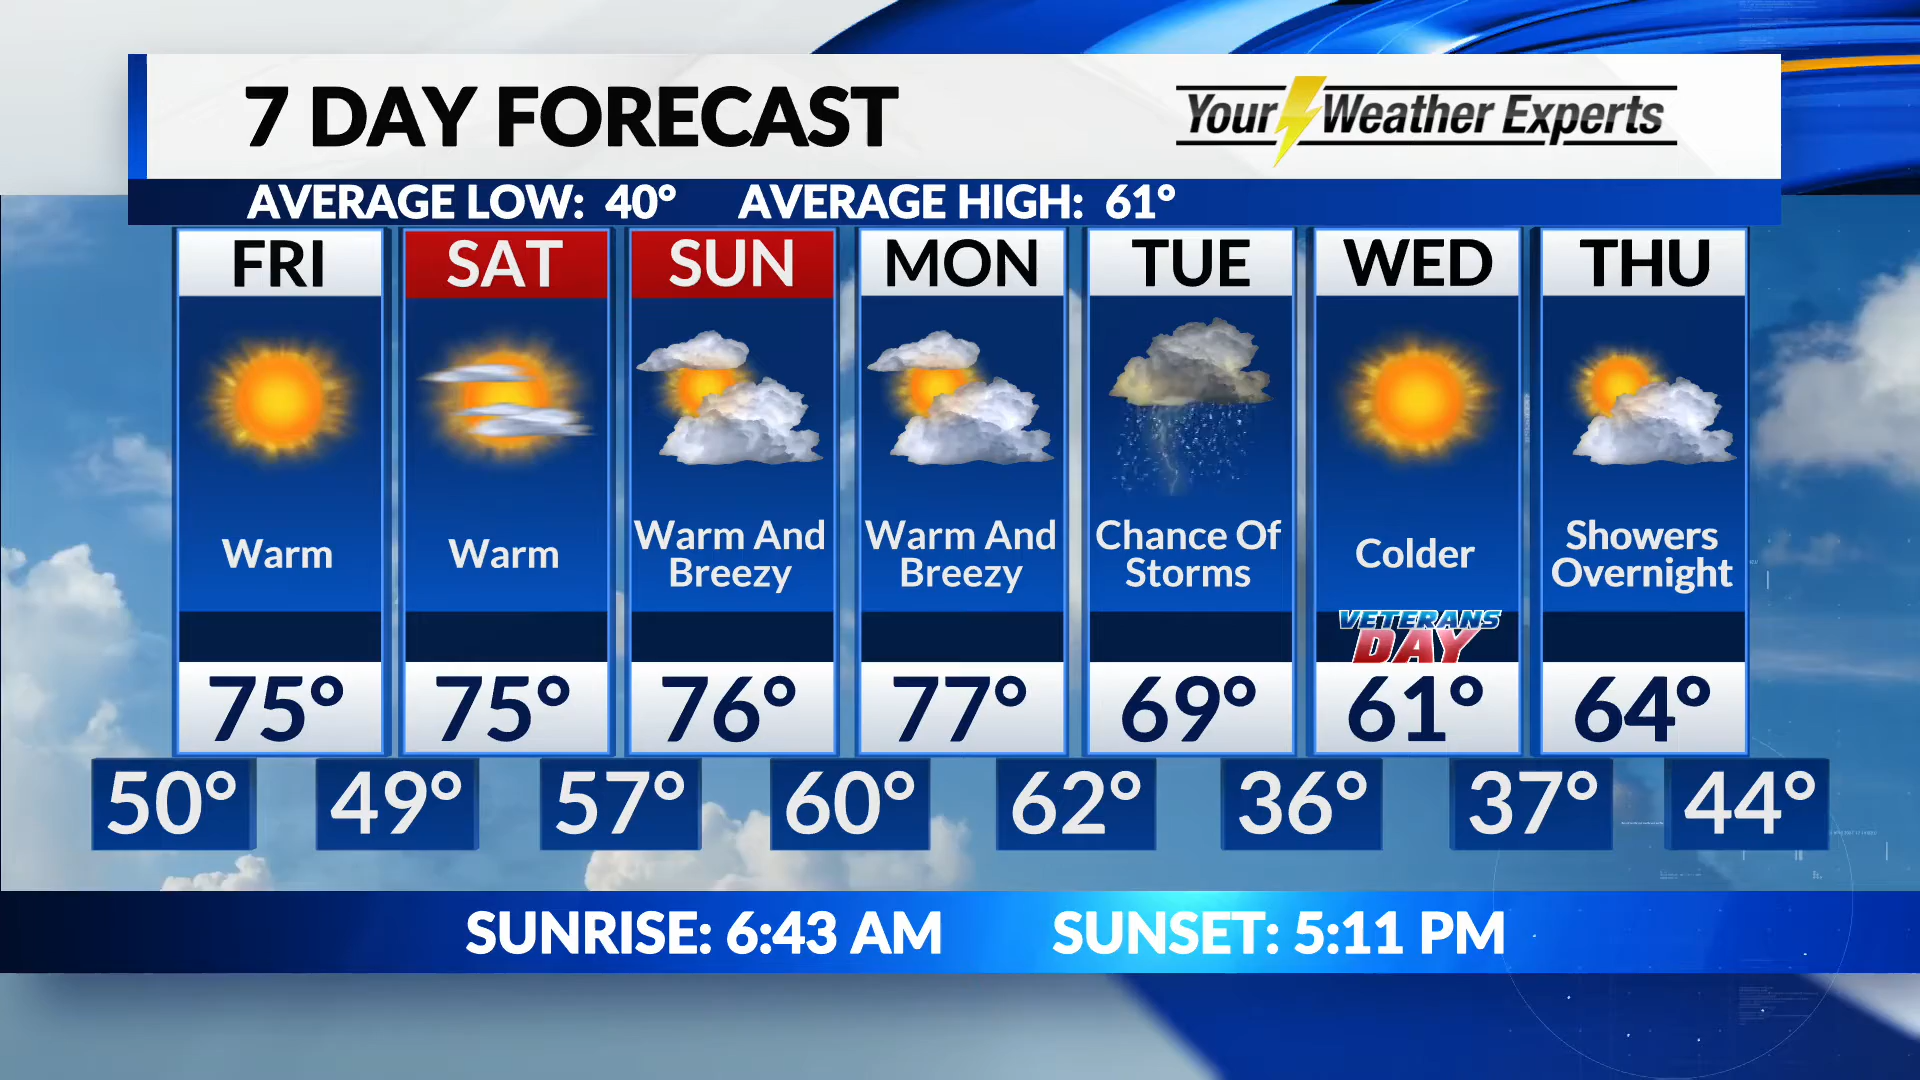 7 DAY FORECAST
Your Weather Experts
AVERAGE LOW: 40° AVERAGE HIGH: 61°
FRI SAT SUN MON TUE WED THU
Warm
Warm
Warm And
Breezy
Warm And
Breezy
Chance Of
Storms
Colder
Showers
Overnight
VETERANS
DAY
75° 75° 76° 77° 69° 61° 64°
50° 49° 57° 60° 62° 36° 37° 44°
SUNRISE: 6:43 AM SUNSET: 5:11 PM